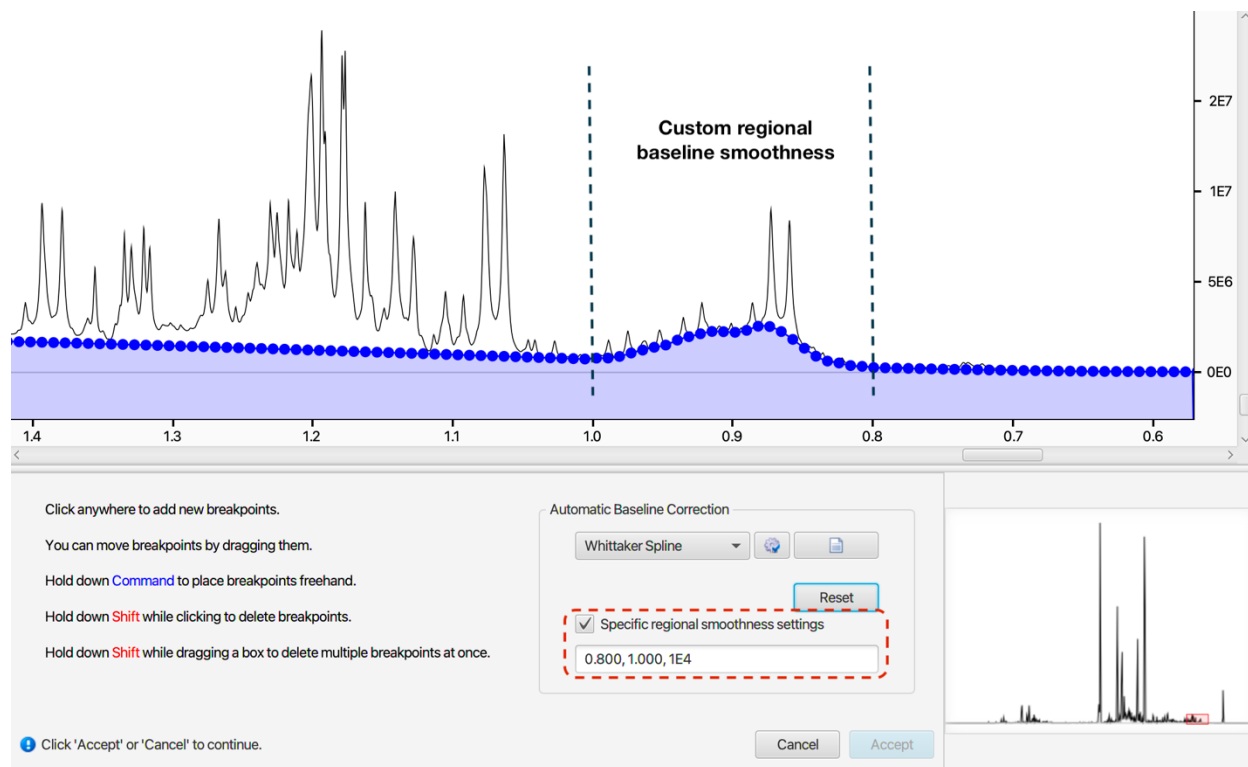 Custom regional
baseline smoothness
2E7
1E7
5E6
0E0
1.4 1.3 1.2 1.1 1.0 0.9 0.8 0.7 0.6
Click anywhere to add new breakpoints.
You can move breakpoints by dragging them.
Hold down Command to place breakpoints freehand.
Hold down Shift while clicking to delete breakpoints.
Hold down Shift while dragging a box to delete multiple breakpoints at once.
Automatic Baseline Correction
Whittaker Spline
Reset
Specific regional smoothness settings
0.800, 1.000, 1E4
Click 'Accept' or 'Cancel' to continue.
Cancel
Accept